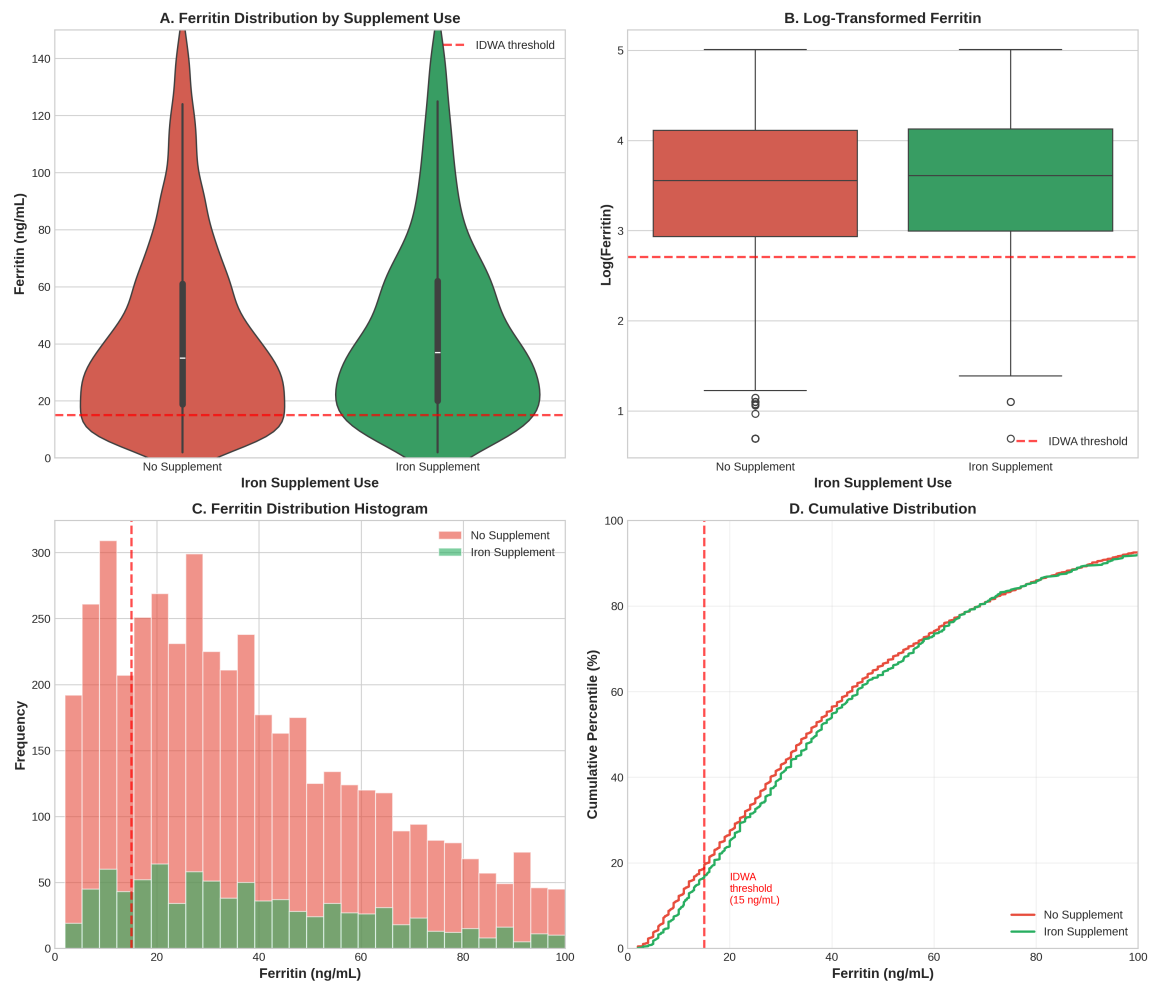 A. Ferritin Distribution by Supplement Use
IDWA threshold
140
120
100
80
60
40
20
0
Ferritin (ng/mL)
No Supplement
Iron Supplement
Iron Supplement Use
B. Log-Transformed Ferritin
5
4
3
2
1
Log(Ferritin)
IDWA threshold
No Supplement
Iron Supplement
Iron Supplement Use
C. Ferritin Distribution Histogram
No Supplement
Iron Supplement
300
250
200
150
100
50
0
Frequency
0
20
40
60
80
100
Ferritin (ng/mL)
D. Cumulative Distribution
100
80
60
40
20
0
Cumulative Percentile (%)
IDWA
threshold
(15 ng/mL)
No Supplement
Iron Supplement
0
20
40
60
80
100
Ferritin (ng/mL)